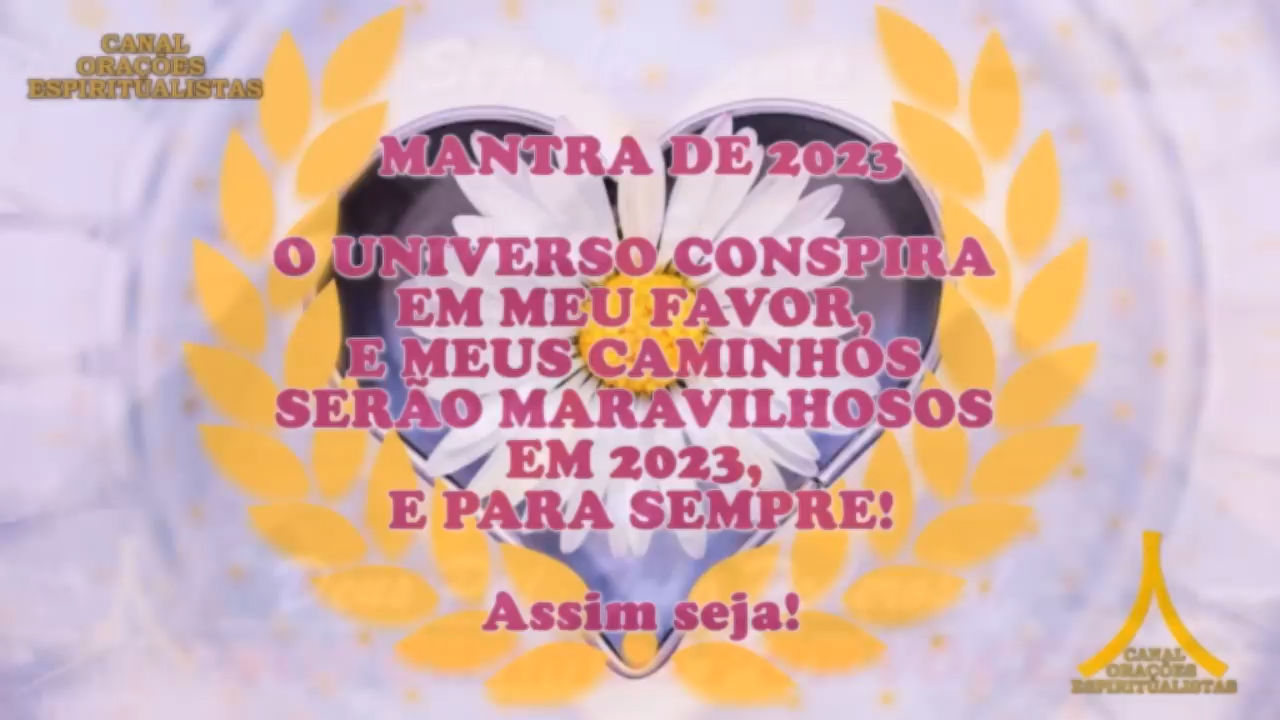 CANAL
ORAÇÕES
ESPIRITUALISTAS
MANTRA DE 2023
O UNIVERSO CONSPIRA
EM MEU FAVOR,
E MEUS CAMINHOS
SERÃO MARAVILHOSOS
EM 2023,
E PARA SEMPRE!
Assim seja!
CANAL
ORAÇÕES
ESPIRITUALISTAS